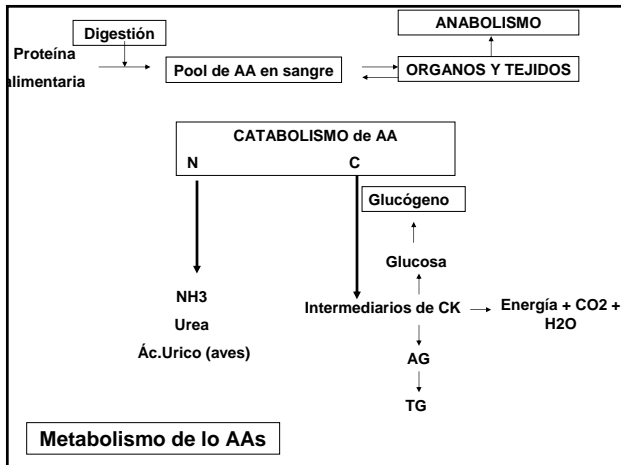 ANABOLISMO
Digestión
Proteína
alimentaria
Pool de AA en sangre
ORGANOS Y TEJIDOS
CATABOLISMO de AA
N C
Glucógeno
Glucosa
NH3
Urea
Ác.Urico (aves)
Intermediarios de CK
Energía + CO2 +
H2O
AG
TG
Metabolismo de lo AAs